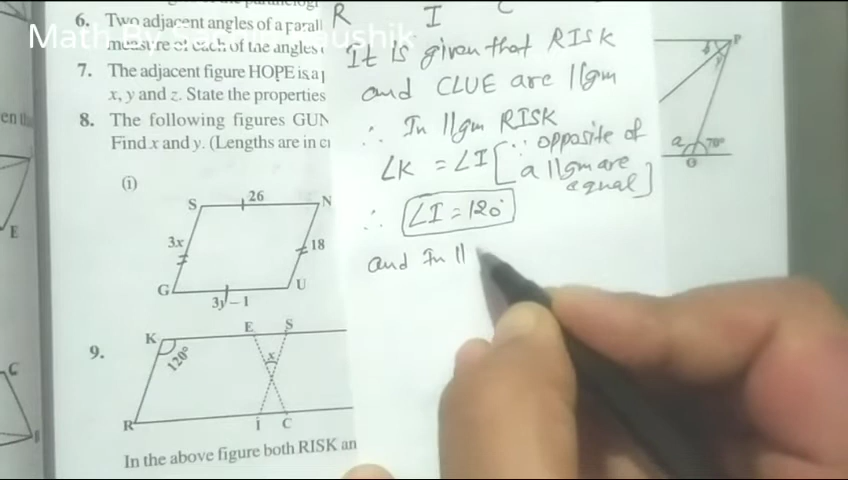 6. Two adjacent angles of a parall
measure of each of the angles
7. The adjacent figure HOPE is a p
x, y and z. State the properties
8. The following figures GUN
Find x and y. (Lengths are in c
(i)
S 26 N
3x 18
G 3y – 1 U
9. K E S
120° x
R I C
In the above figure both RISK an
Math By
R I C
It is given that RISK
and CLUE are ||gm
∴ In ||gm RISK
∠K = ∠I [∵ opposite of
a ||gm are
equal]
∴ ∠I = 120°
and In ||
P
a 70°
O
en th
E
C